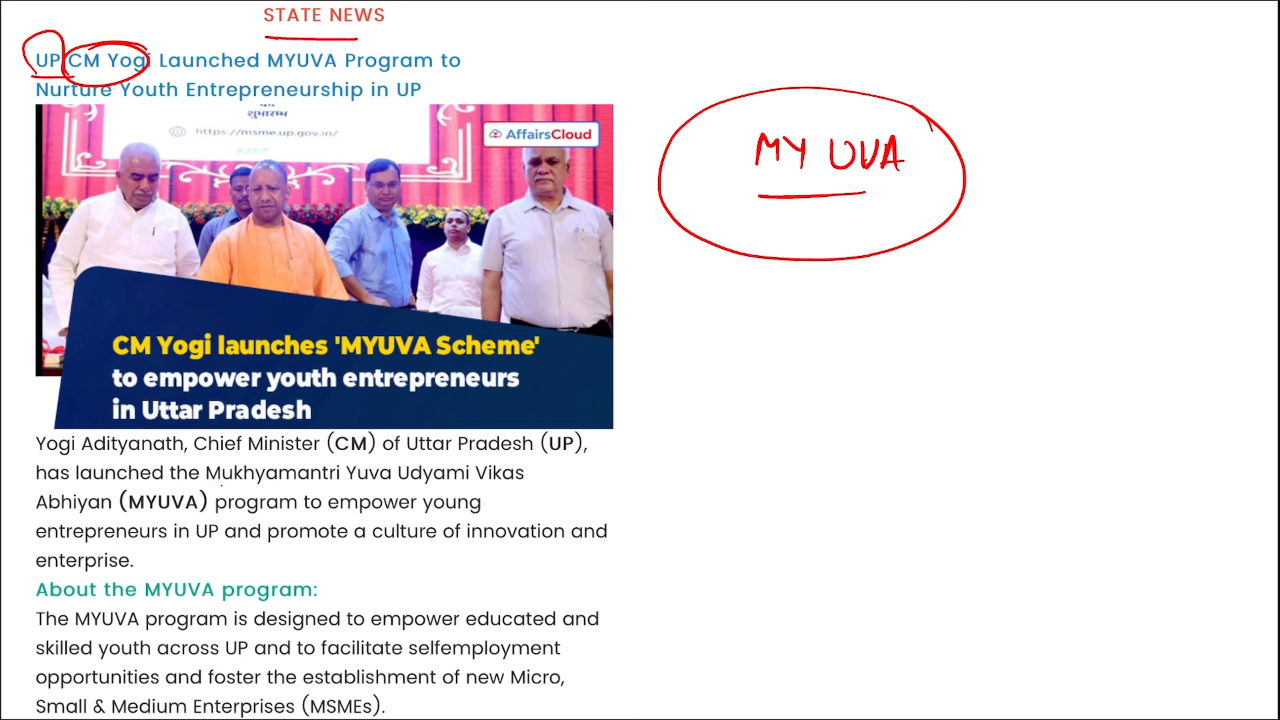 STATE NEWS
UP CM Yogi Launched MYUVA Program to
Nurture Youth Entrepreneurship in UP
शुभारम्भ
https://msme.up.gov.in/
AffairsCloud
CM Yogi launches 'MYUVA Scheme'
to empower youth entrepreneurs
in Uttar Pradesh
MY UVA
Yogi Adityanath, Chief Minister (CM) of Uttar Pradesh (UP),
has launched the Mukhyamantri Yuva Udyami Vikas
Abhiyan (MYUVA) program to empower young
entrepreneurs in UP and promote a culture of innovation and
enterprise.
About the MYUVA program:
The MYUVA program is designed to empower educated and
skilled youth across UP and to facilitate selfemployment
opportunities and foster the establishment of new Micro,
Small & Medium Enterprises (MSMEs).